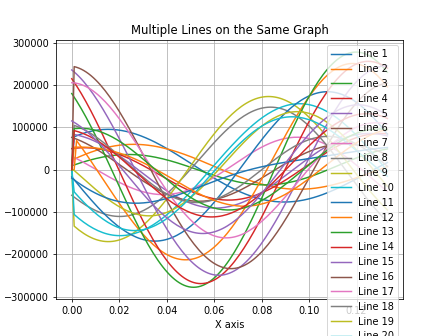 Multiple Lines on the Same Graph
300000
200000
100000
0
−100000
−200000
−300000
0.00
0.02
0.04
0.06
0.08
0.10
X axis
Line 1
Line 2
Line 3
Line 4
Line 5
Line 6
Line 7
Line 8
Line 9
Line 10
Line 11
Line 12
Line 13
Line 14
Line 15
Line 16
Line 17
Line 18
Line 19
Line 20